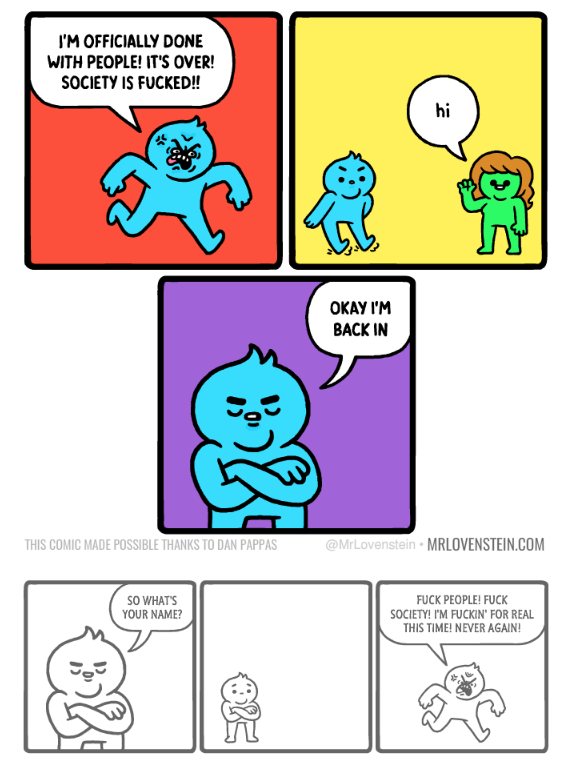 I'M OFFICIALLY DONE
WITH PEOPLE! IT'S OVER!
SOCIETY IS FUCKED!!
hi
OKAY I'M
BACK IN
THIS COMIC MADE POSSIBLE THANKS TO DAN PAPPAS
@MrLovenstein • MRLOVENSTEIN.COM
SO WHAT'S
YOUR NAME?
FUCK PEOPLE! FUCK
SOCIETY! I'M FUCKIN' FOR REAL
THIS TIME! NEVER AGAIN!